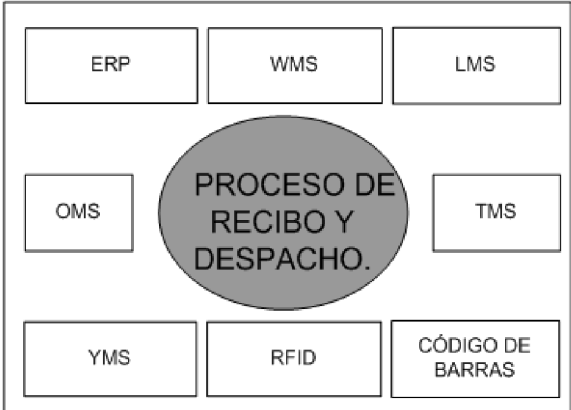 ERP
WMS
LMS
OMS
PROCESO DE
RECIBO Y
DESPACHO.
TMS
YMS
RFID
CÓDIGO DE
BARRAS